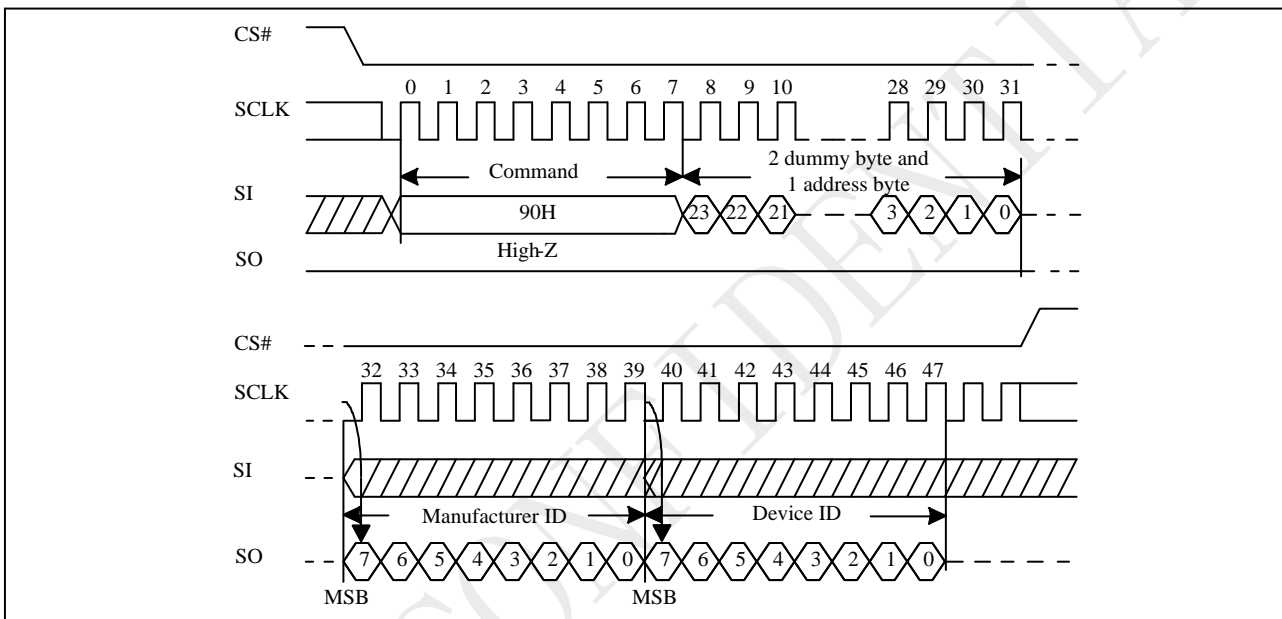 CS#
0 1 2 3 4 5 6 7 8 9 10 28 29 30 31
SCLK
Command
2 dummy byte and
1 address byte
SI
90H
23 22 21 3 2 1 0
High-Z
SO
CS#
32 33 34 35 36 37 38 39 40 41 42 43 44 45 46 47
SCLK
SI
Manufacturer ID Device ID
SO
7 6 5 4 3 2 1 0 7 6 5 4 3 2 1 0
MSB MSB
CONFIDENTIA